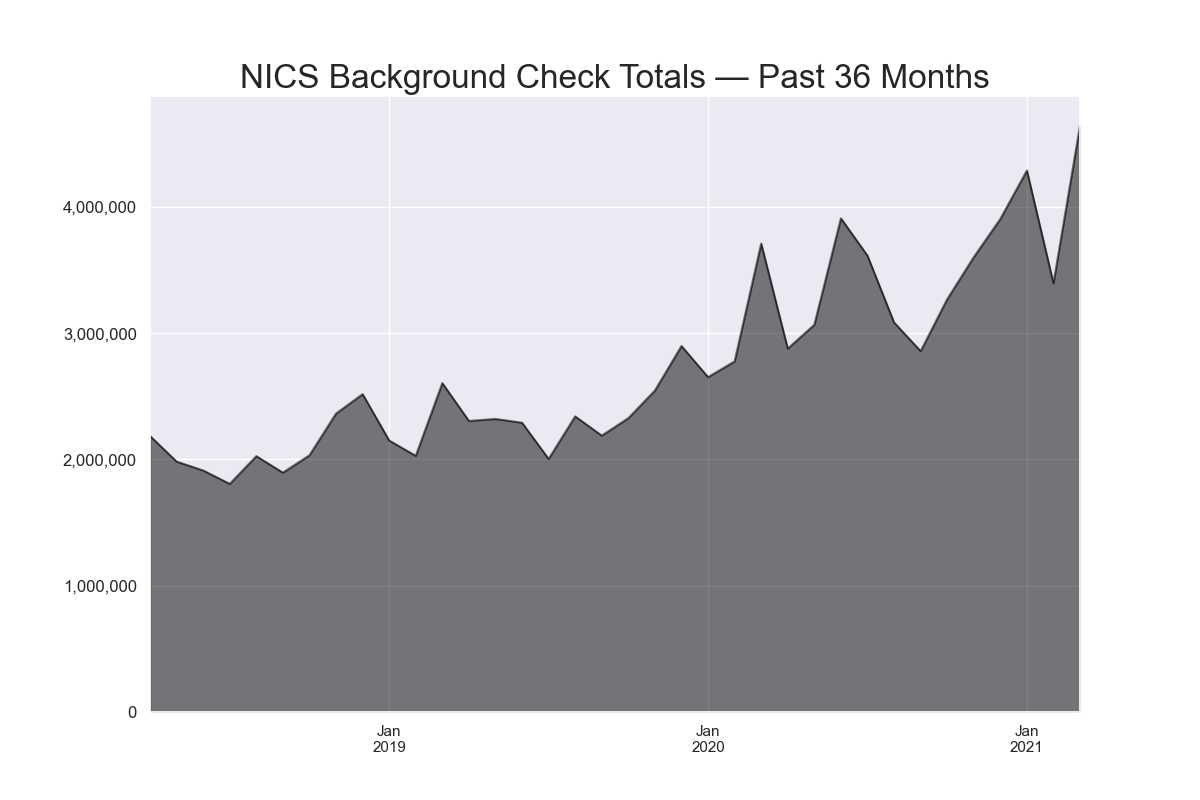 NICS Background Check Totals — Past 36 Months
4,000,000
3,000,000
2,000,000
1,000,000
0
Jan
2019
Jan
2020
Jan
2021